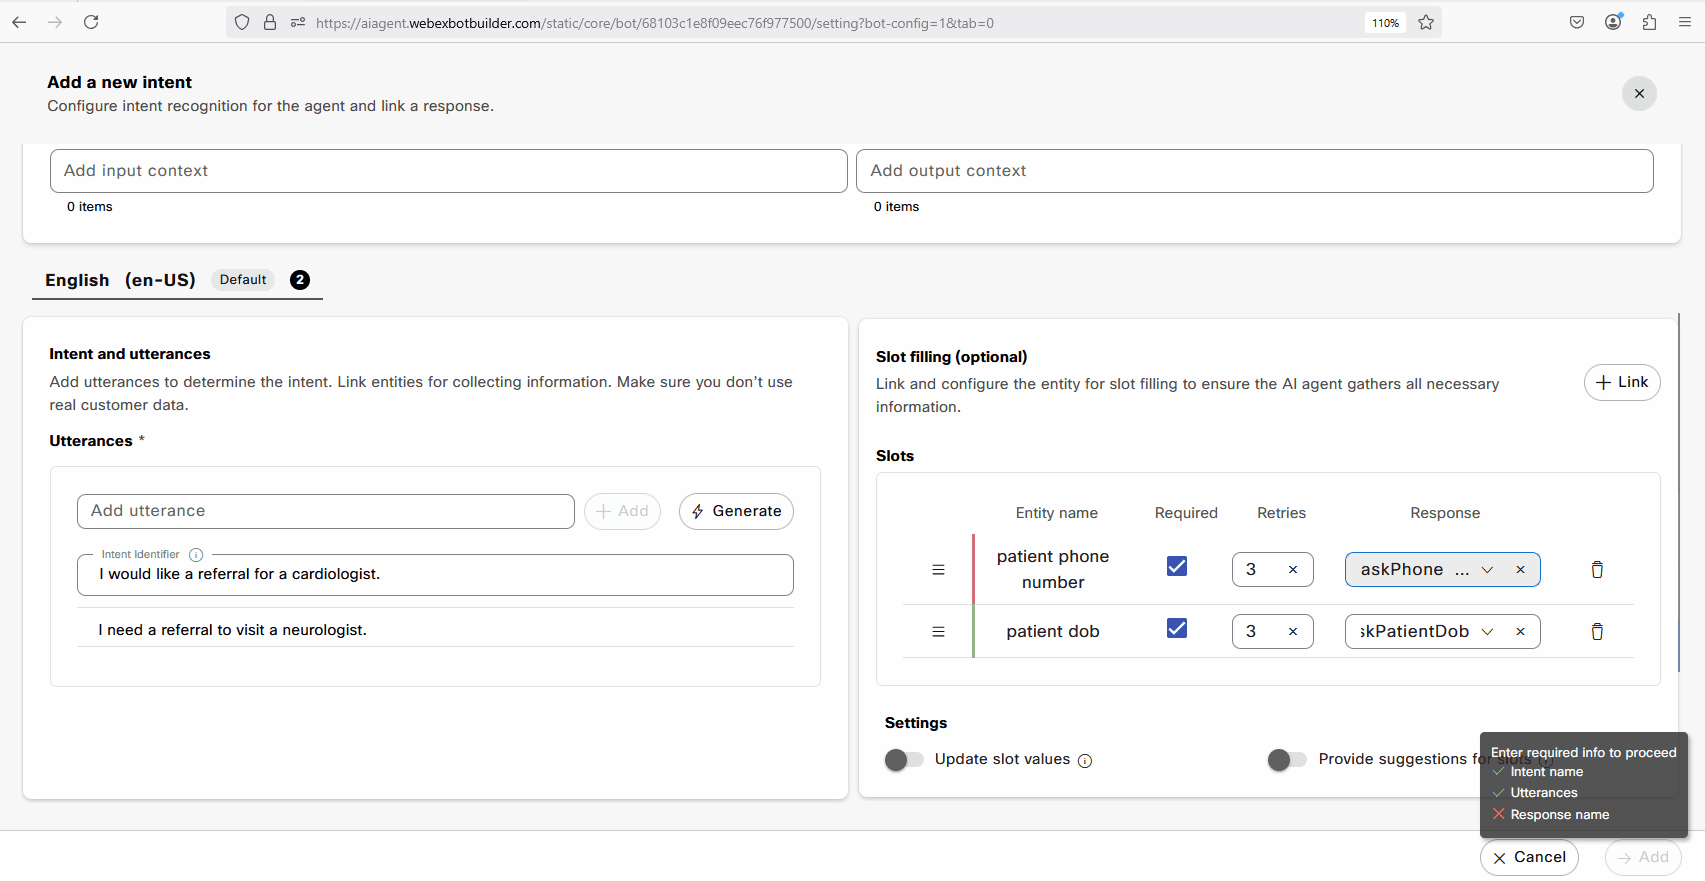 https://aiagent.webexbotbuilder.com/static/core/bot/68103c1e8f09eec76f977500/setting?bot-config=1&tab=0
110%
Add a new intent
Configure intent recognition for the agent and link a response.
Add input context
Add output context
0 items
0 items
English (en-US) Default 2
Intent and utterances
Add utterances to determine the intent. Link entities for collecting information. Make sure you don’t use
real customer data.
Utterances *
Add utterance
Add
Generate
Intent Identifier
I would like a referral for a cardiologist.
I need a referral to visit a neurologist.
Slot filling (optional)
Link and configure the entity for slot filling to ensure the AI agent gathers all necessary
information.
Link
Slots
Entity name Required Retries Response
patient phone
number
3
askPhone ...
patient dob
3
skPatientDob
Settings
Update slot values
Provide suggestions for slots
Enter required info to proceed
Intent name
Utterances
Response name
Cancel
Add